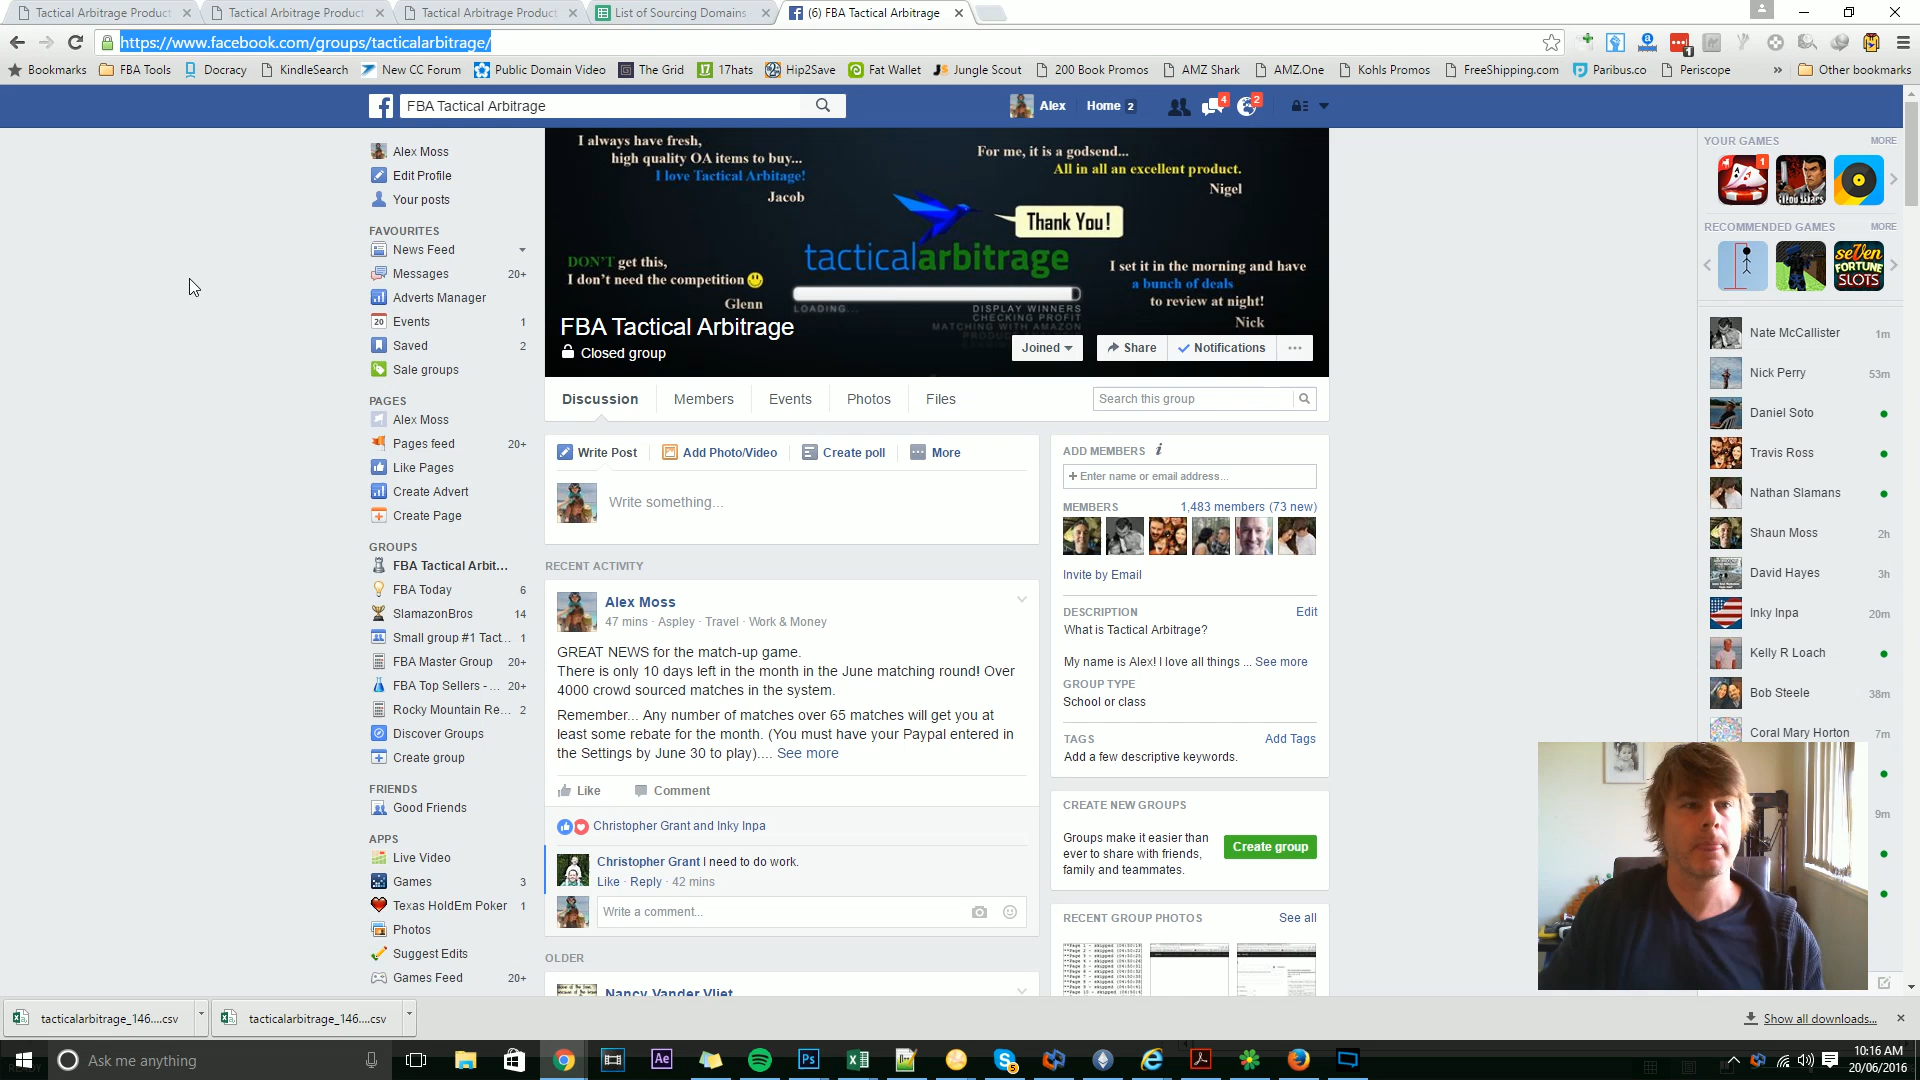 Tactical Arbitrage Product
Tactical Arbitrage Product
Tactical Arbitrage Product
List of Sourcing Domains
(6) FBA Tactical Arbitrage
https://www.facebook.com/groups/tacticalarbitrage/
Bookmarks
FBA Tools
Docracy
KindleSearch
New CC Forum
Public Domain Video
The Grid
17hats
Hip2Save
Fat Wallet
Jungle Scout
200 Book Promos
AMZ Shark
AMZ.One
Kohls Promos
FreeShipping.com
Paribus.co
Periscope
»
Other bookmarks
FBA Tactical Arbitrage
Alex
Home 2
4
2
Alex Moss
Edit Profile
Your posts
FAVOURITES
News Feed
Messages 20+
Adverts Manager
Events 1
Saved 2
Sale groups
PAGES
Alex Moss
Pages feed 20+
Like Pages
Create Advert
Create Page
GROUPS
FBA Tactical Arbit...
FBA Today 6
SlamazonBros 14
Small group #1 Tact... 1
FBA Master Group 20+
FBA Top Sellers - ... 20+
Rocky Mountain Re... 2
Discover Groups
Create group
FRIENDS
Good Friends
APPS
Live Video
Games 3
Texas HoldEm Poker 1
Photos
Suggest Edits
Games Feed 20+
I always have fresh,
high quality OA items to buy...
I love Tactical Arbitage!
Jacob
For me, it is a godsend...
All in all an excellent product.
Nigel
Thank You!
tacticalarbitrage
DON'T get this,
I don't need the competition
Glenn
I set it in the morning and have
a bunch of deals
to review at night!
Nick
LOADING...
DISPLAY WINNERS
CHECKING PROFIT
MATCHING WITH AMAZON
FBA Tactical Arbitrage
Closed group
Joined
Share
Notifications
Discussion
Members
Events
Photos
Files
Search this group
Write Post
Add Photo/Video
Create poll
More
Write something...
RECENT ACTIVITY
Alex Moss
47 mins · Aspley · Travel · Work & Money
GREAT NEWS for the match-up game.
There is only 10 days left in the month in the June matching round! Over
4000 crowd sourced matches in the system.
Remember... Any number of matches over 65 matches will get you at
least some rebate for the month. (You must have your Paypal entered in
the Settings by June 30 to play).... See more
Like
Comment
Christopher Grant and Inky Inpa
Christopher Grant I need to do work.
Like · Reply · 42 mins
Write a comment...
OLDER
Nancy Vander Vliet
ADD MEMBERS
+ Enter name or email address...
MEMBERS
1,483 members (73 new)
Invite by Email
DESCRIPTION
Edit
What is Tactical Arbitrage?
My name is Alex! I love all things ... See more
GROUP TYPE
School or class
TAGS
Add Tags
Add a few descriptive keywords.
CREATE NEW GROUPS
Groups make it easier than
ever to share with friends,
family and teammates.
Create group
RECENT GROUP PHOTOS
See all
YOUR GAMES
MORE
1
RECOMMENDED GAMES
MORE
SEVEN
FORTUNE
SLOTS
Nate McCallister 1m
Nick Perry 53m
Daniel Soto
Travis Ross
Nathan Slamans
Shaun Moss 2h
David Hayes 3h
Inky Inpa 20m
Kelly R Loach
Bob Steele 38m
Coral Mary Horton 7m
9m
tacticalarbitrage_146....csv
tacticalarbitrage_146....csv
Show all downloads...
Ask me anything
10:16 AM
20/06/2016